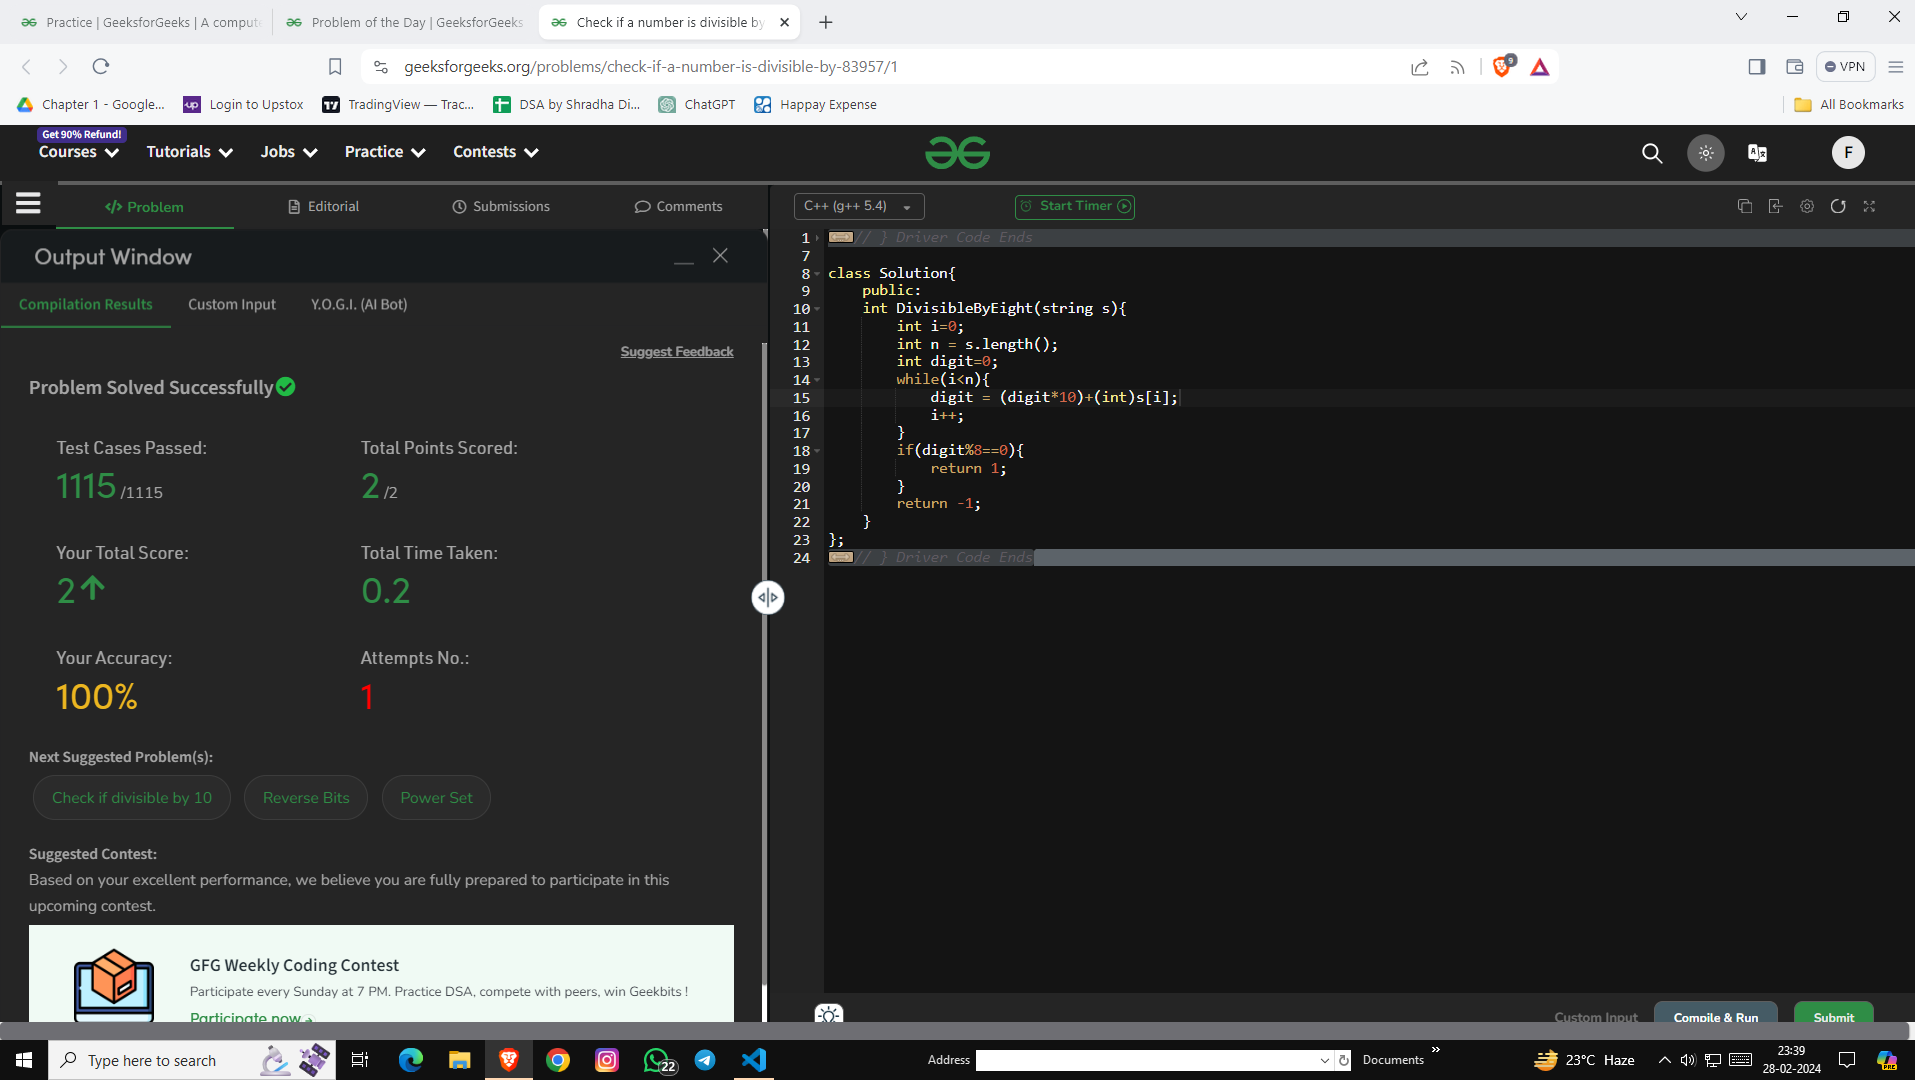 Practice | GeeksforGeeks | A compute
Problem of the Day | GeeksforGeeks
Check if a number is divisible by
geeksforgeeks.org/problems/check-if-a-number-is-divisible-by-83957/1
9
VPN
Chapter 1 - Google...
up
Login to Upstox
TradingView — Trac...
DSA by Shradha Di...
ChatGPT
Happay Expense
All Bookmarks
Get 90% Refund!
Courses
Tutorials
Jobs
Practice
Contests
F
</> Problem
Editorial
Submissions
Comments
C++ (g++ 5.4)
Start Timer
Output Window
Compilation Results
Custom Input
Y.O.G.I. (AI Bot)
Suggest Feedback
Problem Solved Successfully
Test Cases Passed:
Total Points Scored:
1115 /1115
2 /2
Your Total Score:
Total Time Taken:
2
0.2
Your Accuracy:
Attempts No.:
100%
1
Next Suggested Problem(s):
Check if divisible by 10
Reverse Bits
Power Set
Suggested Contest:
Based on your excellent performance, we believe you are fully prepared to participate in this
upcoming contest.
GFG Weekly Coding Contest
Participate every Sunday at 7 PM. Practice DSA, compete with peers, win Geekbits !
Participate now
1 // } Driver Code Ends
7
8 class Solution{
9 public:
10 int DivisibleByEight(string s){
11 int i=0;
12 int n = s.length();
13 int digit=0;
14 while(i<n){
15 digit = (digit*10)+(int)s[i];
16 i++;
17 }
18 if(digit%8==0){
19 return 1;
20 }
21 return -1;
22 }
23 };
24 // } Driver Code Ends
Custom Input
Compile & Run
Submit
Type here to search
22
Address
Documents
»
23°C Haze
23:39
28-02-2024
PRE